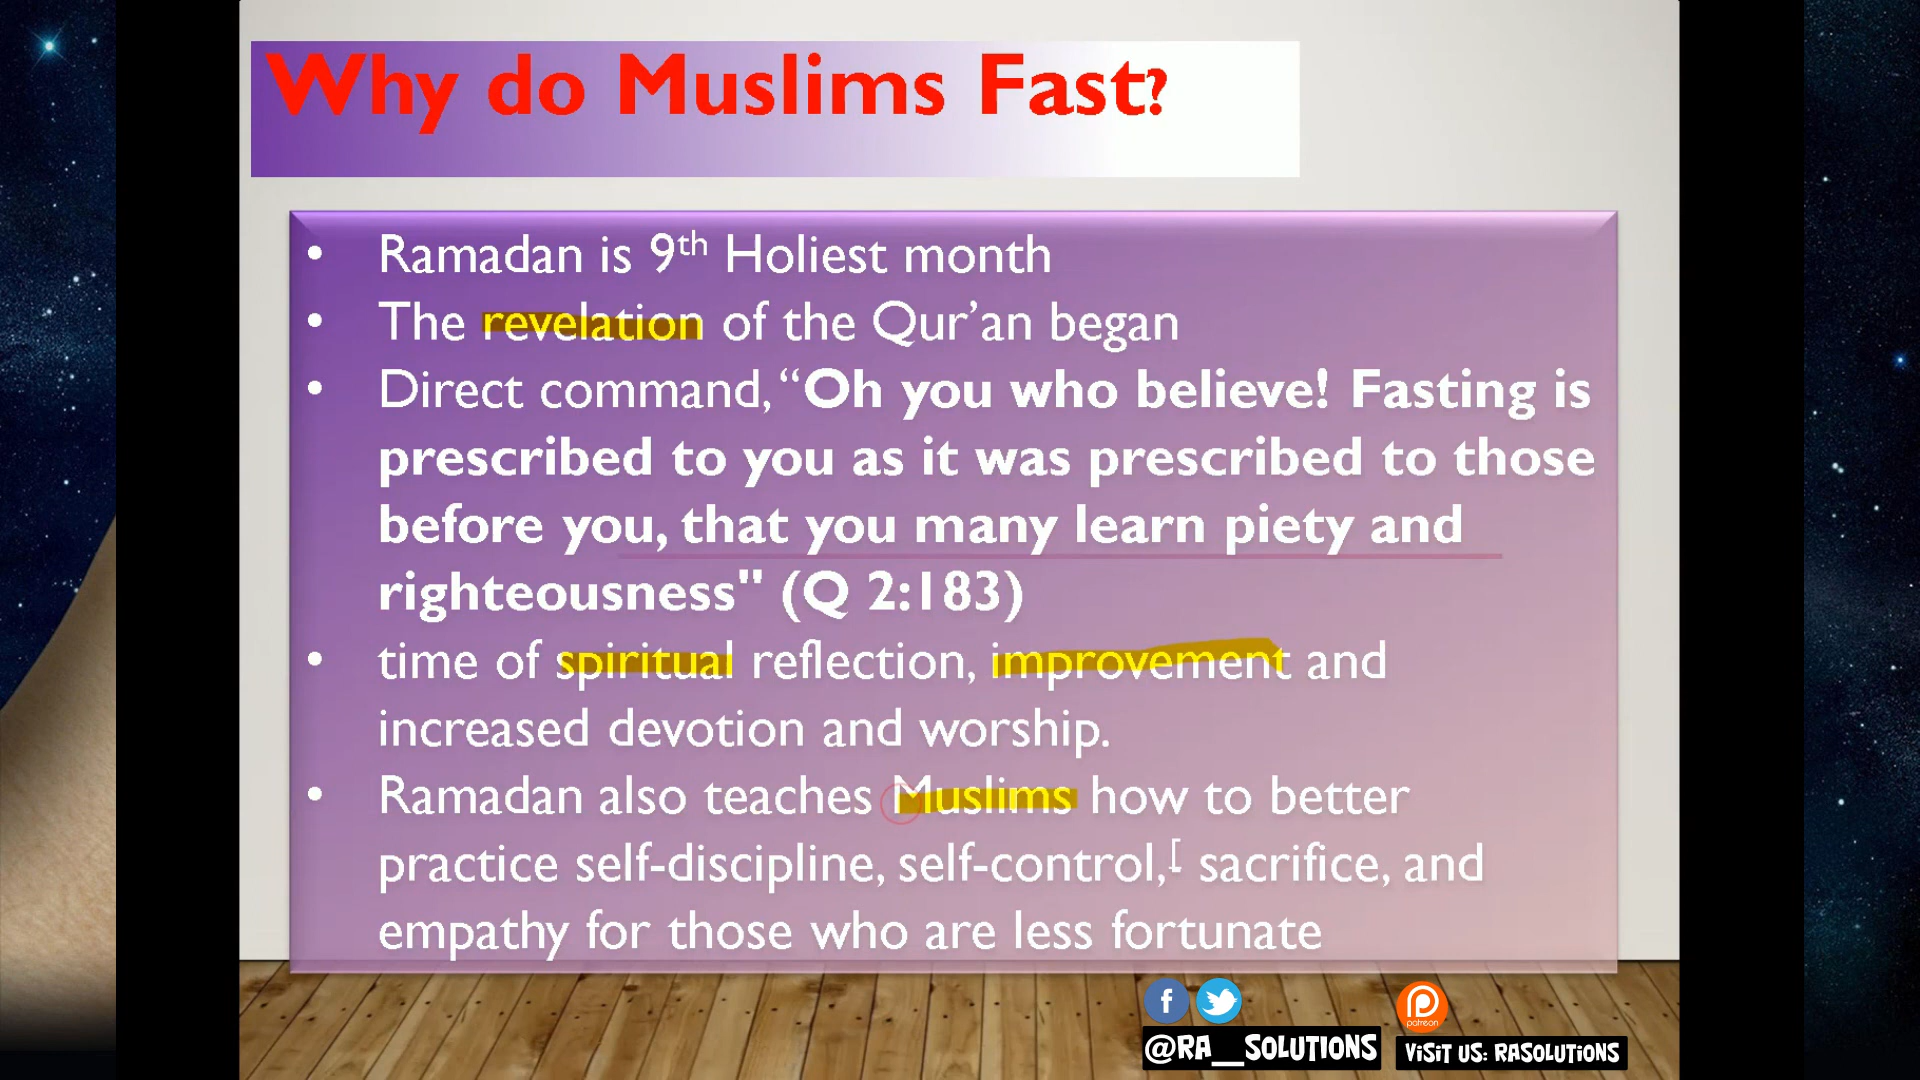 Why do Muslims Fast?
• Ramadan is 9th Holiest month
• The revelation of the Qur’an began
• Direct command, “Oh you who believe! Fasting is
prescribed to you as it was prescribed to those
before you, that you many learn piety and
righteousness" (Q 2:183)
• time of spiritual reflection, improvement and
increased devotion and worship.
• Ramadan also teaches Muslims how to better
practice self-discipline, self-control,[ sacrifice, and
empathy for those who are less fortunate
f
patreon
@RA__SOLUTIONS
ViSiT US: RASOLUTiONS